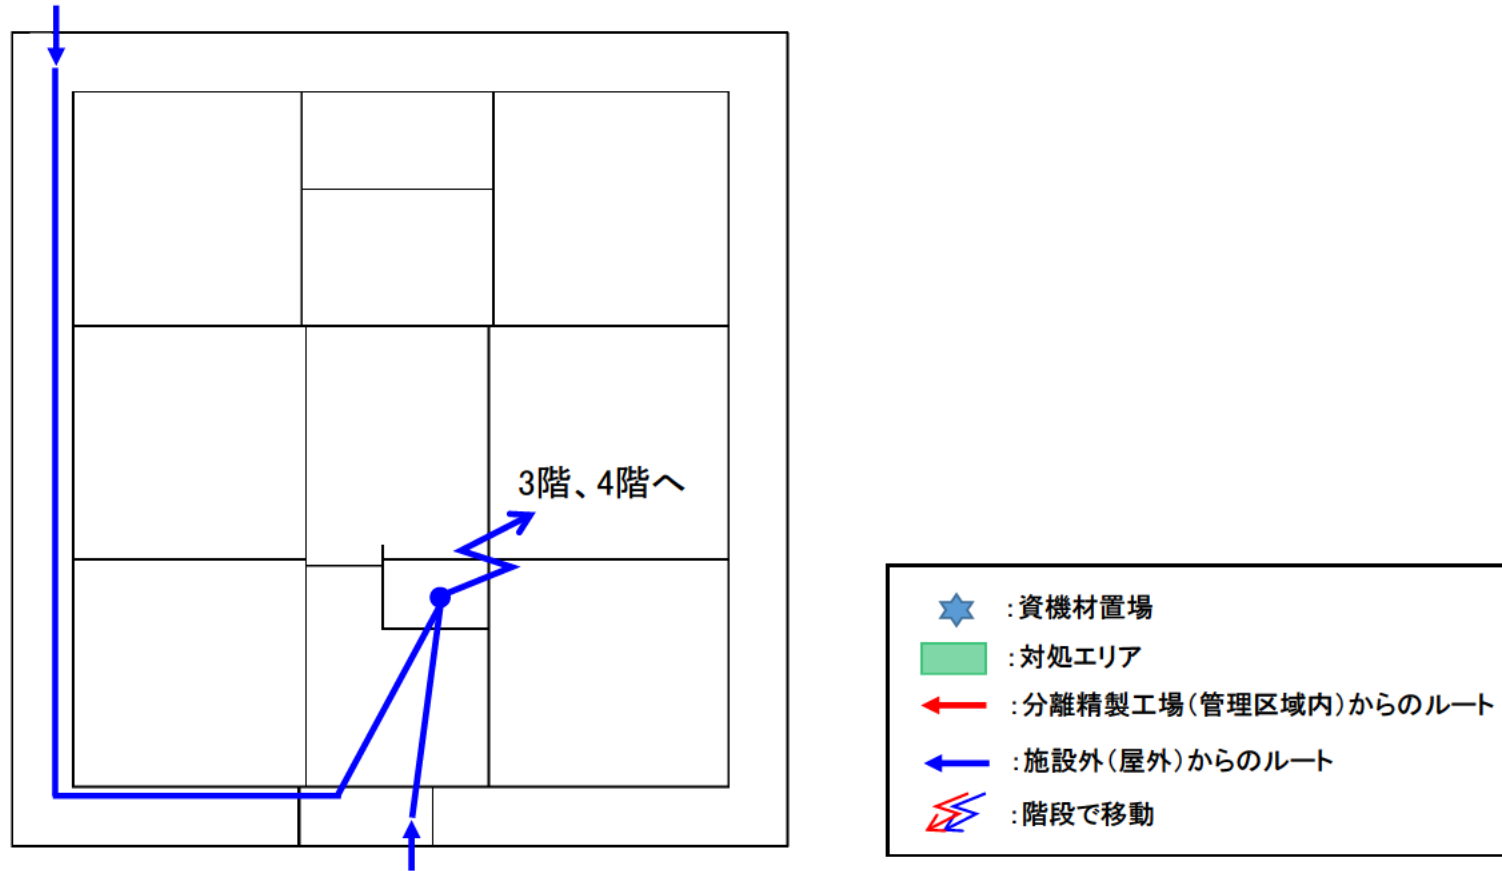 3階、4階へ
:資機材置場
:対処エリア
:分離精製工場(管理区域内)からのルート
:施設外(屋外)からのルート
:階段で移動